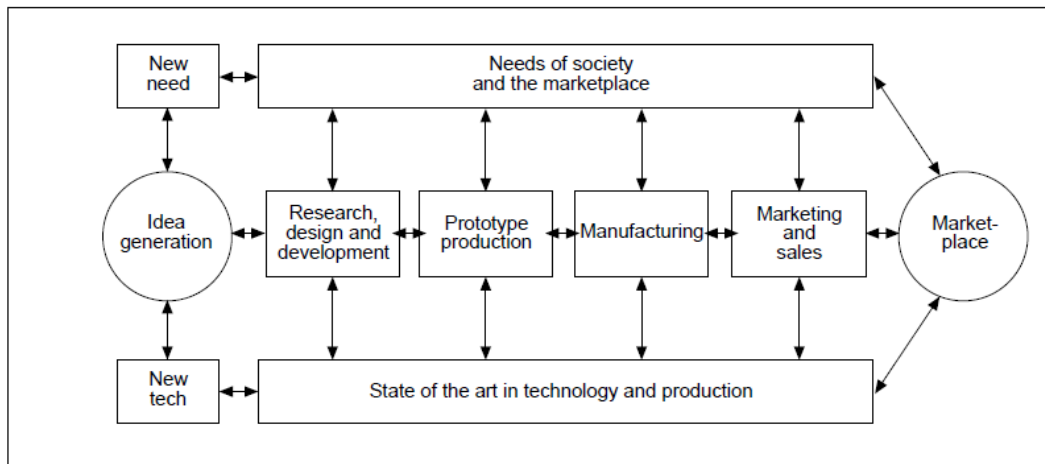 New
need
Needs of society
and the marketplace
Idea
generation
Research,
design and
development
Prototype
production
Manufacturing
Marketing
and
sales
Market-
place
New
tech
State of the art in technology and production